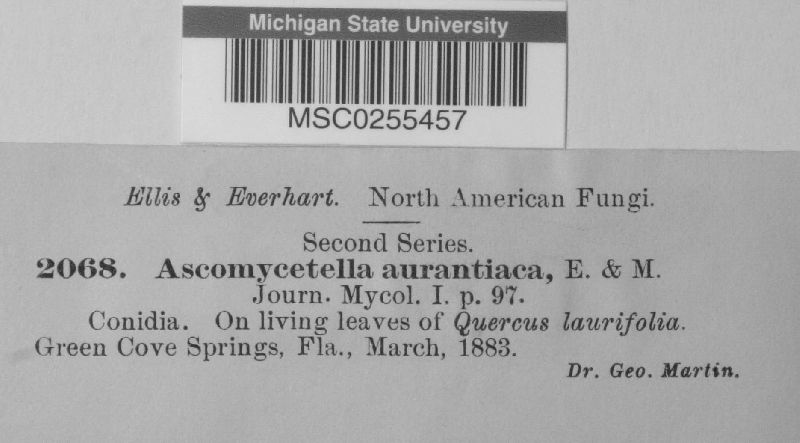 Michigan State University
MSC0255457
Ellis & Everhart. North American Fungi.
Second Series.
2068. Ascomycetella aurantiaca, E. & M.
Journ. Mycol. I. p. 97.
Conidia. On living leaves of Quercus laurifolia.
Green Cove Springs, Fla., March, 1883.
Dr. Geo. Martin.